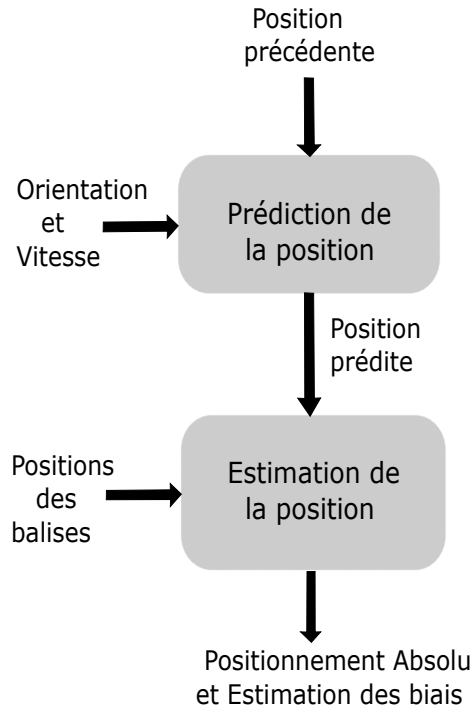 Position
précédente
Orientation
et
Vitesse
Prédiction de
la position
Position
prédite
Positions
des
balises
Estimation de
la position
Positionnement Absolu
et Estimation des biais